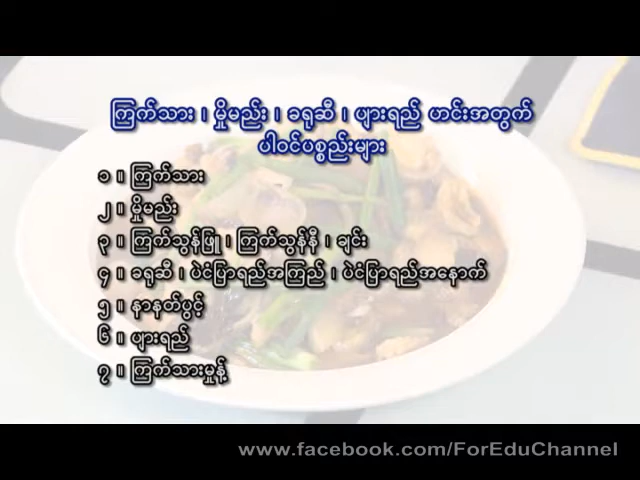 ကြက်သား ၊ မှိုမည်း ၊ ခရုဆီ ၊ ပျားရည် ဟင်းအတွက်
ပါဝင်ပစ္စည်းများ
၁ ။ ကြက်သား
၂ ။ မှိုမည်း
၃ ။ ကြက်သွန်ဖြူ ၊ ကြက်သွန်နီ ၊ ချင်း
၄ ။ ခရုဆီ ၊ ပဲငံပြာရည်အကြည် ၊ ပဲငံပြာရည်အနောက်
၅ ။ နာနတ်ပွင့်
၆ ။ ပျားရည်
၇ ။ ကြက်သားမှုန့်
www.facebook.com/ForEduChannel